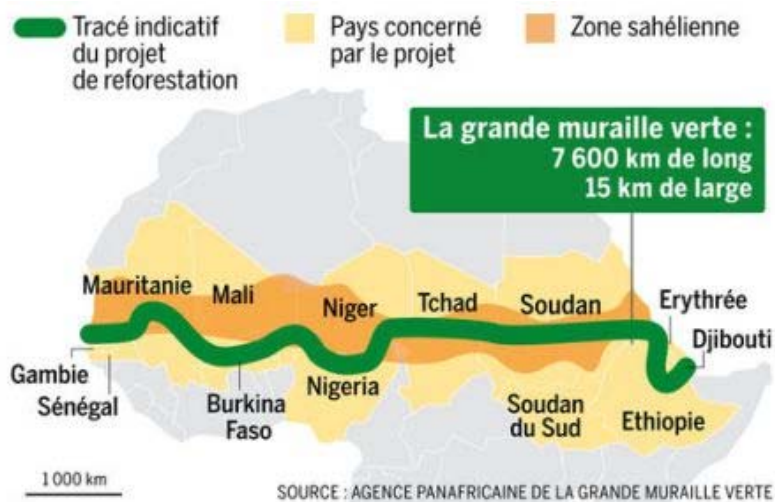 Tracé indicatif
du projet
de reforestation
Pays concerné
par le projet
Zone sahélienne
La grande muraille verte :
7 600 km de long
15 km de large
Mauritanie
Mali
Niger
Tchad
Soudan
Erythrée
Djibouti
Gambie
Sénégal
Burkina
Faso
Nigeria
Soudan
du Sud
Ethiopie
1 000 km
SOURCE : AGENCE PANAFRICAINE DE LA GRANDE MURAILLE VERTE